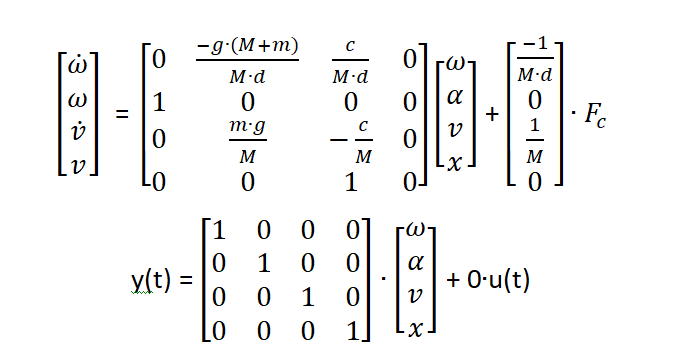 [ω̇ ω v̇ v] = [0 −g·(M+m)/M·d c/M·d 0; 1 0 0 0; 0 m·g/M −c/M 0; 0 0 1 0] [ω α v x] + [−1/M·d 0 1/M 0] · F_c
y(t) = [1 0 0 0; 0 1 0 0; 0 0 1 0; 0 0 0 1] · [ω α v x] + 0·u(t)